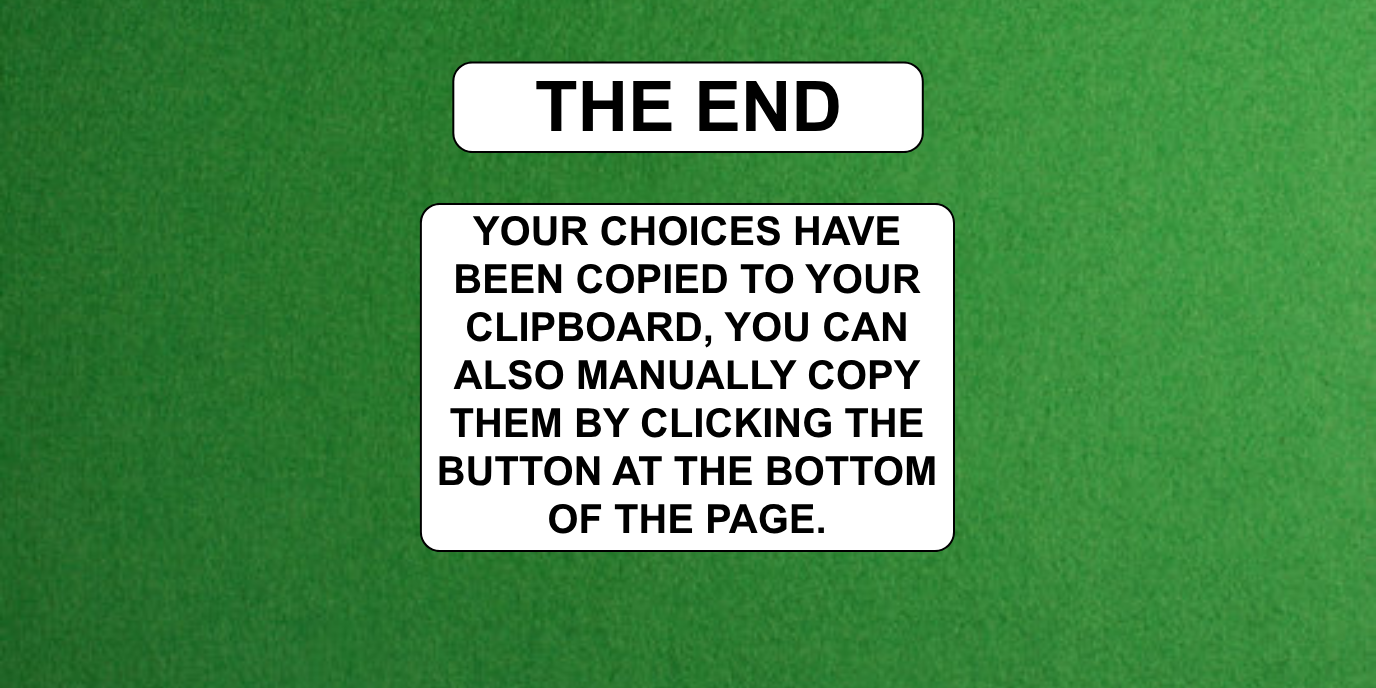 THE END
YOUR CHOICES HAVE
BEEN COPIED TO YOUR
CLIPBOARD, YOU CAN
ALSO MANUALLY COPY
THEM BY CLICKING THE
BUTTON AT THE BOTTOM
OF THE PAGE.